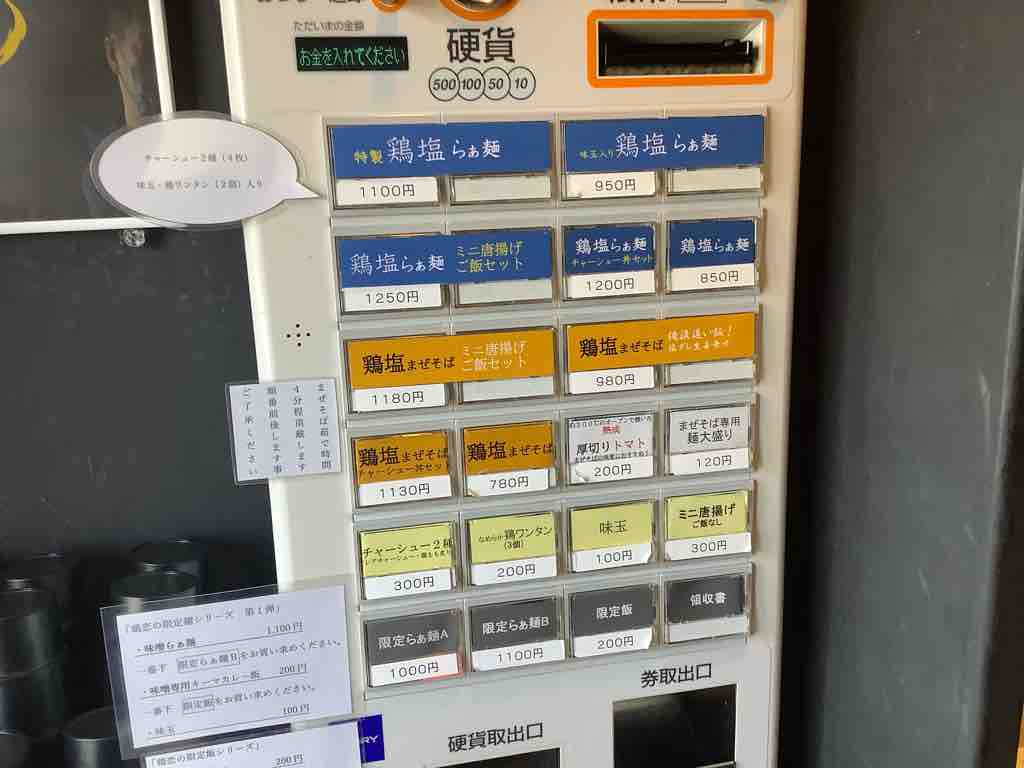 ただいまの金額
お金を入れてください
硬貨
500 100 50 10
チャーシュー2種(4枚)
味玉・鶏ワンタン(2個)入り
特製 鶏塩らぁ麺
1100円
味玉入り 鶏塩らぁ麺
950円
鶏塩らぁ麺
ミニ唐揚げ
ご飯セット
1250円
鶏塩らぁ麺
チャーシュー丼セット
1200円
鶏塩らぁ麺
850円
鶏塩まぜそば
ミニ唐揚げ
ご飯セット
1180円
鶏塩まぜそば
980円
まぜそば茹で時間
4分程頂戴します
順番前後します事
ご了承ください
鶏塩まぜそば
チャーシュー丼セット
1130円
鶏塩まぜそば
780円
熟成
厚切りトマト
200円
まぜそば専用
麺大盛り
120円
チャーシュー2種
300円
なめらか鶏ワンタン
(3個)
200円
味玉
100円
ミニ唐揚げ
ご飯なし
300円
限定らぁ麺A
1000円
限定らぁ麺B
1100円
限定飯
200円
領収書
の限定麺シリーズ 第1弾」
・味噌らぁ麺 1,100円
一番下 限定らぁ麺Bをお買い求めください。
・味噌専用キーマカレー飯 200円
一番下 限定飯をお買い求めください。
・味玉 100円
の限定飯シリーズ」
200円
RY
硬貨取出口
券取出口